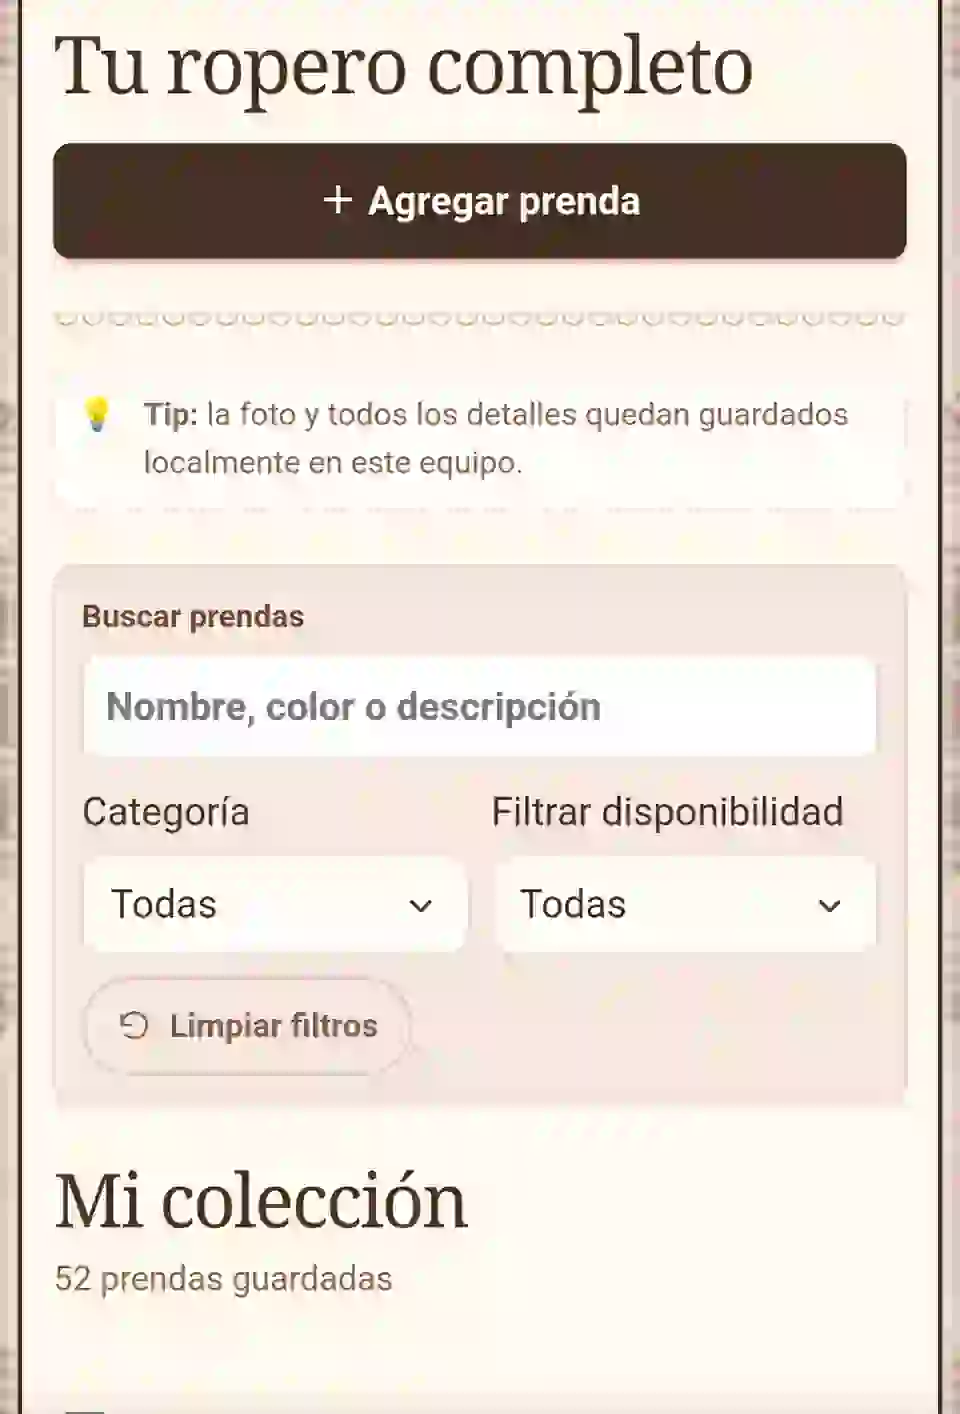 Tu ropero completo
+ Agregar prenda
Tip: la foto y todos los detalles quedan guardados
localmente en este equipo.
Buscar prendas
Nombre, color o descripción
Categoría
Filtrar disponibilidad
Todas
Todas
Limpiar filtros
Mi colección
52 prendas guardadas